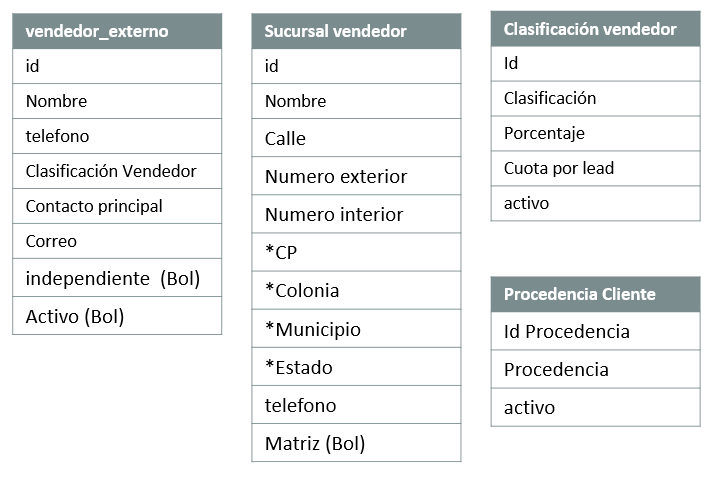 vendedor_externo
id
Nombre
telefono
Clasificación Vendedor
Contacto principal
Correo
independiente (Bol)
Activo (Bol)
Sucursal vendedor
id
Nombre
Calle
Numero exterior
Numero interior
*CP
*Colonia
*Municipio
*Estado
telefono
Matriz (Bol)
Clasificación vendedor
Id
Clasificación
Porcentaje
Cuota por lead
activo
Procedencia Cliente
Id Procedencia
Procedencia
activo